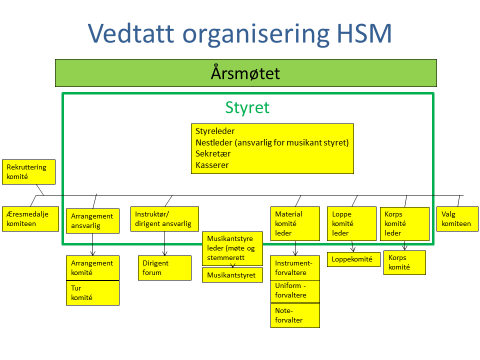 Vedtatt organisering HSM
Årsmøtet
Styret
Styreleder
Nestleder (ansvarlig for musikant styret)
Sekretær
Kasserer
Rekruttering
komité
Æresmedalje
komiteen
Arrangement
ansvarlig
Instruktør/
dirigent ansvarlig
Musikantstyre
leder (møte og
stemmerett
Material
komité
leder
Loppe
komité
leder
Korps
komité
leder
Valg
komiteen
Arrangement
komité
Tur
komité
Dirigent
forum
Musikantstyret
Instrument-
forvaltere
Uniform -
forvaltere
Note-
forvalter
Loppekomité
Korps
komité